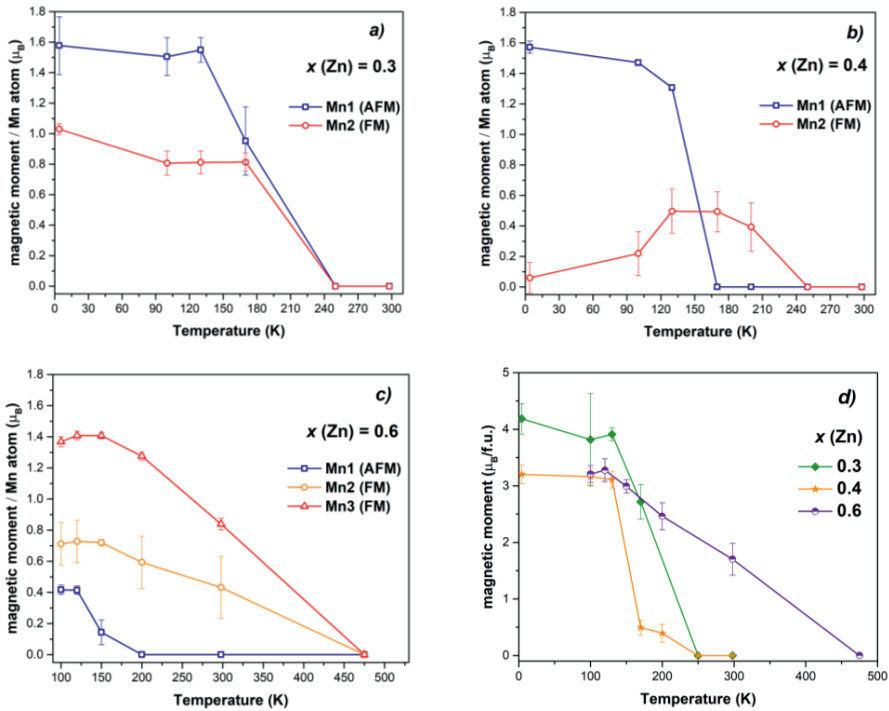 a)
x (Zn) = 0.3
Mn1 (AFM)
Mn2 (FM)
magnetic moment / Mn atom (μB)
1.8
1.6
1.4
1.2
1.0
0.8
0.6
0.4
0.2
0.0
0 30 60 90 120 150 180 210 240 270 300
Temperature (K)
b)
x (Zn) = 0.4
Mn1 (AFM)
Mn2 (FM)
magnetic moment / Mn atom (μB)
1.8
1.6
1.4
1.2
1.0
0.8
0.6
0.4
0.2
0.0
0 30 60 90 120 150 180 210 240 270 300
Temperature (K)
c)
x (Zn) = 0.6
Mn1 (AFM)
Mn2 (FM)
Mn3 (FM)
magnetic moment / Mn atom (μB)
1.8
1.6
1.4
1.2
1.0
0.8
0.6
0.4
0.2
0.0
100 150 200 250 300 350 400 450 500
Temperature (K)
d)
x (Zn)
0.3
0.4
0.6
magnetic moment (μB/f.u.)
5
4
3
2
1
0
0 100 200 300 400 500
Temperature (K)